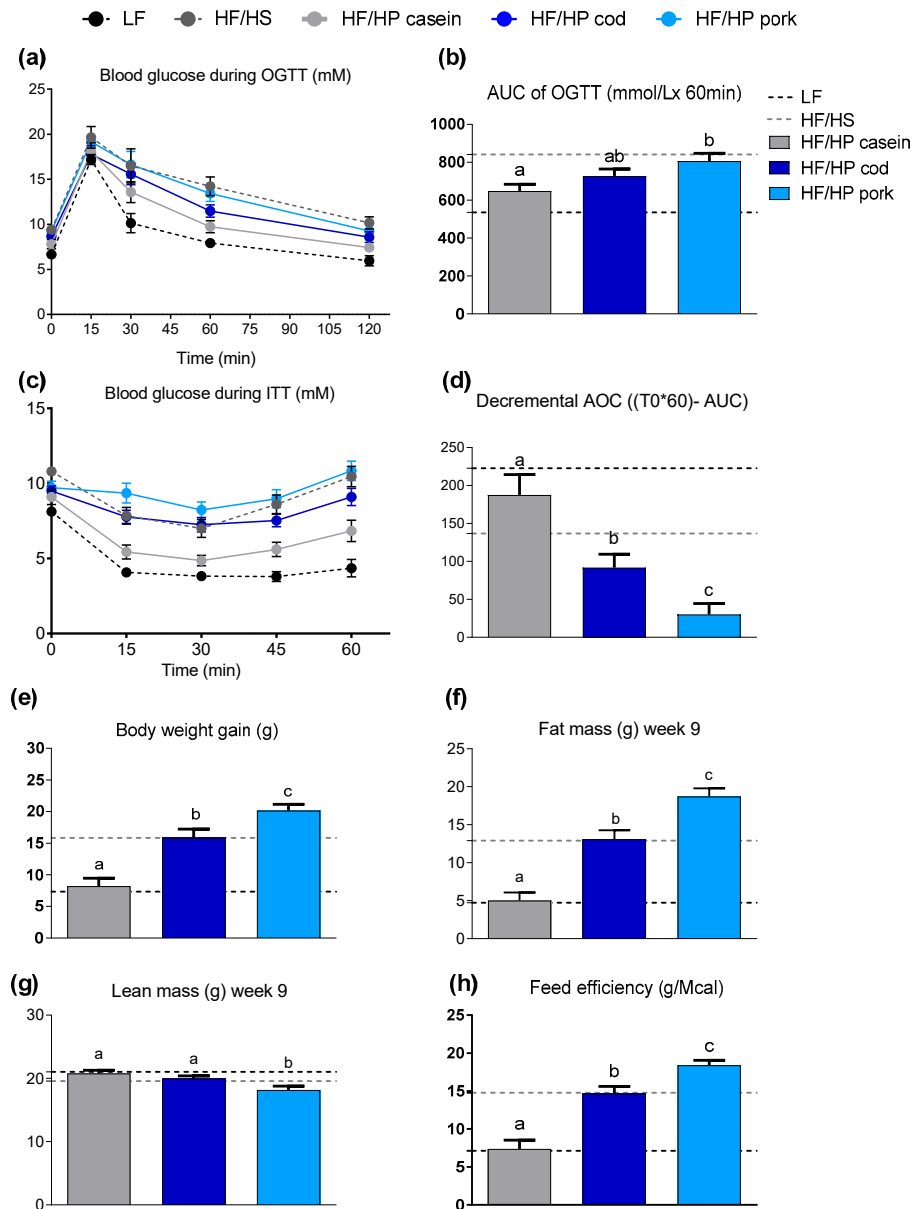 LF HF/HS HF/HP casein HF/HP cod HF/HP pork
(a)
Blood glucose during OGTT (mM)
25
20
15
10
5
0
0 15 30 45 60 75 90 105 120
Time (min)
(b)
AUC of OGTT (mmol/Lx 60min)
1000
800
600
400
200
0
a ab b
LF
HF/HS
HF/HP casein
HF/HP cod
HF/HP pork
(c)
Blood glucose during ITT (mM)
15
10
5
0
0 15 30 45 60
Time (min)
(d)
Decremental AOC ((T0*60)- AUC)
250
200
150
100
50
0
a
b
c
(e)
Body weight gain (g)
30
25
20
15
10
5
0
a
b
c
(f)
Fat mass (g) week 9
25
20
15
10
5
0
a
b
c
(g)
Lean mass (g) week 9
30
20
10
0
a a b
(h)
Feed efficiency (g/Mcal)
25
20
15
10
5
0
a
b
c